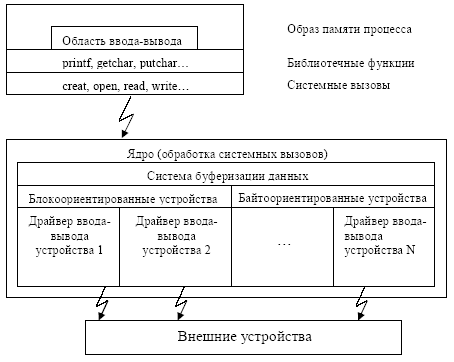 Область ввода-вывода
Образ памяти процесса
printf, getchar, putchar…
Библиотечные функции
creat, open, read, write…
Системные вызовы
Ядро (обработка системных вызовов)
Система буферизации данных
Блокоориентированные устройства
Байтоориентированные устройства
Драйвер ввода-
вывода
устройства 1
Драйвер ввода-
вывода
устройства 2
…
Драйвер ввода-
вывода
устройства N
Внешние устройства